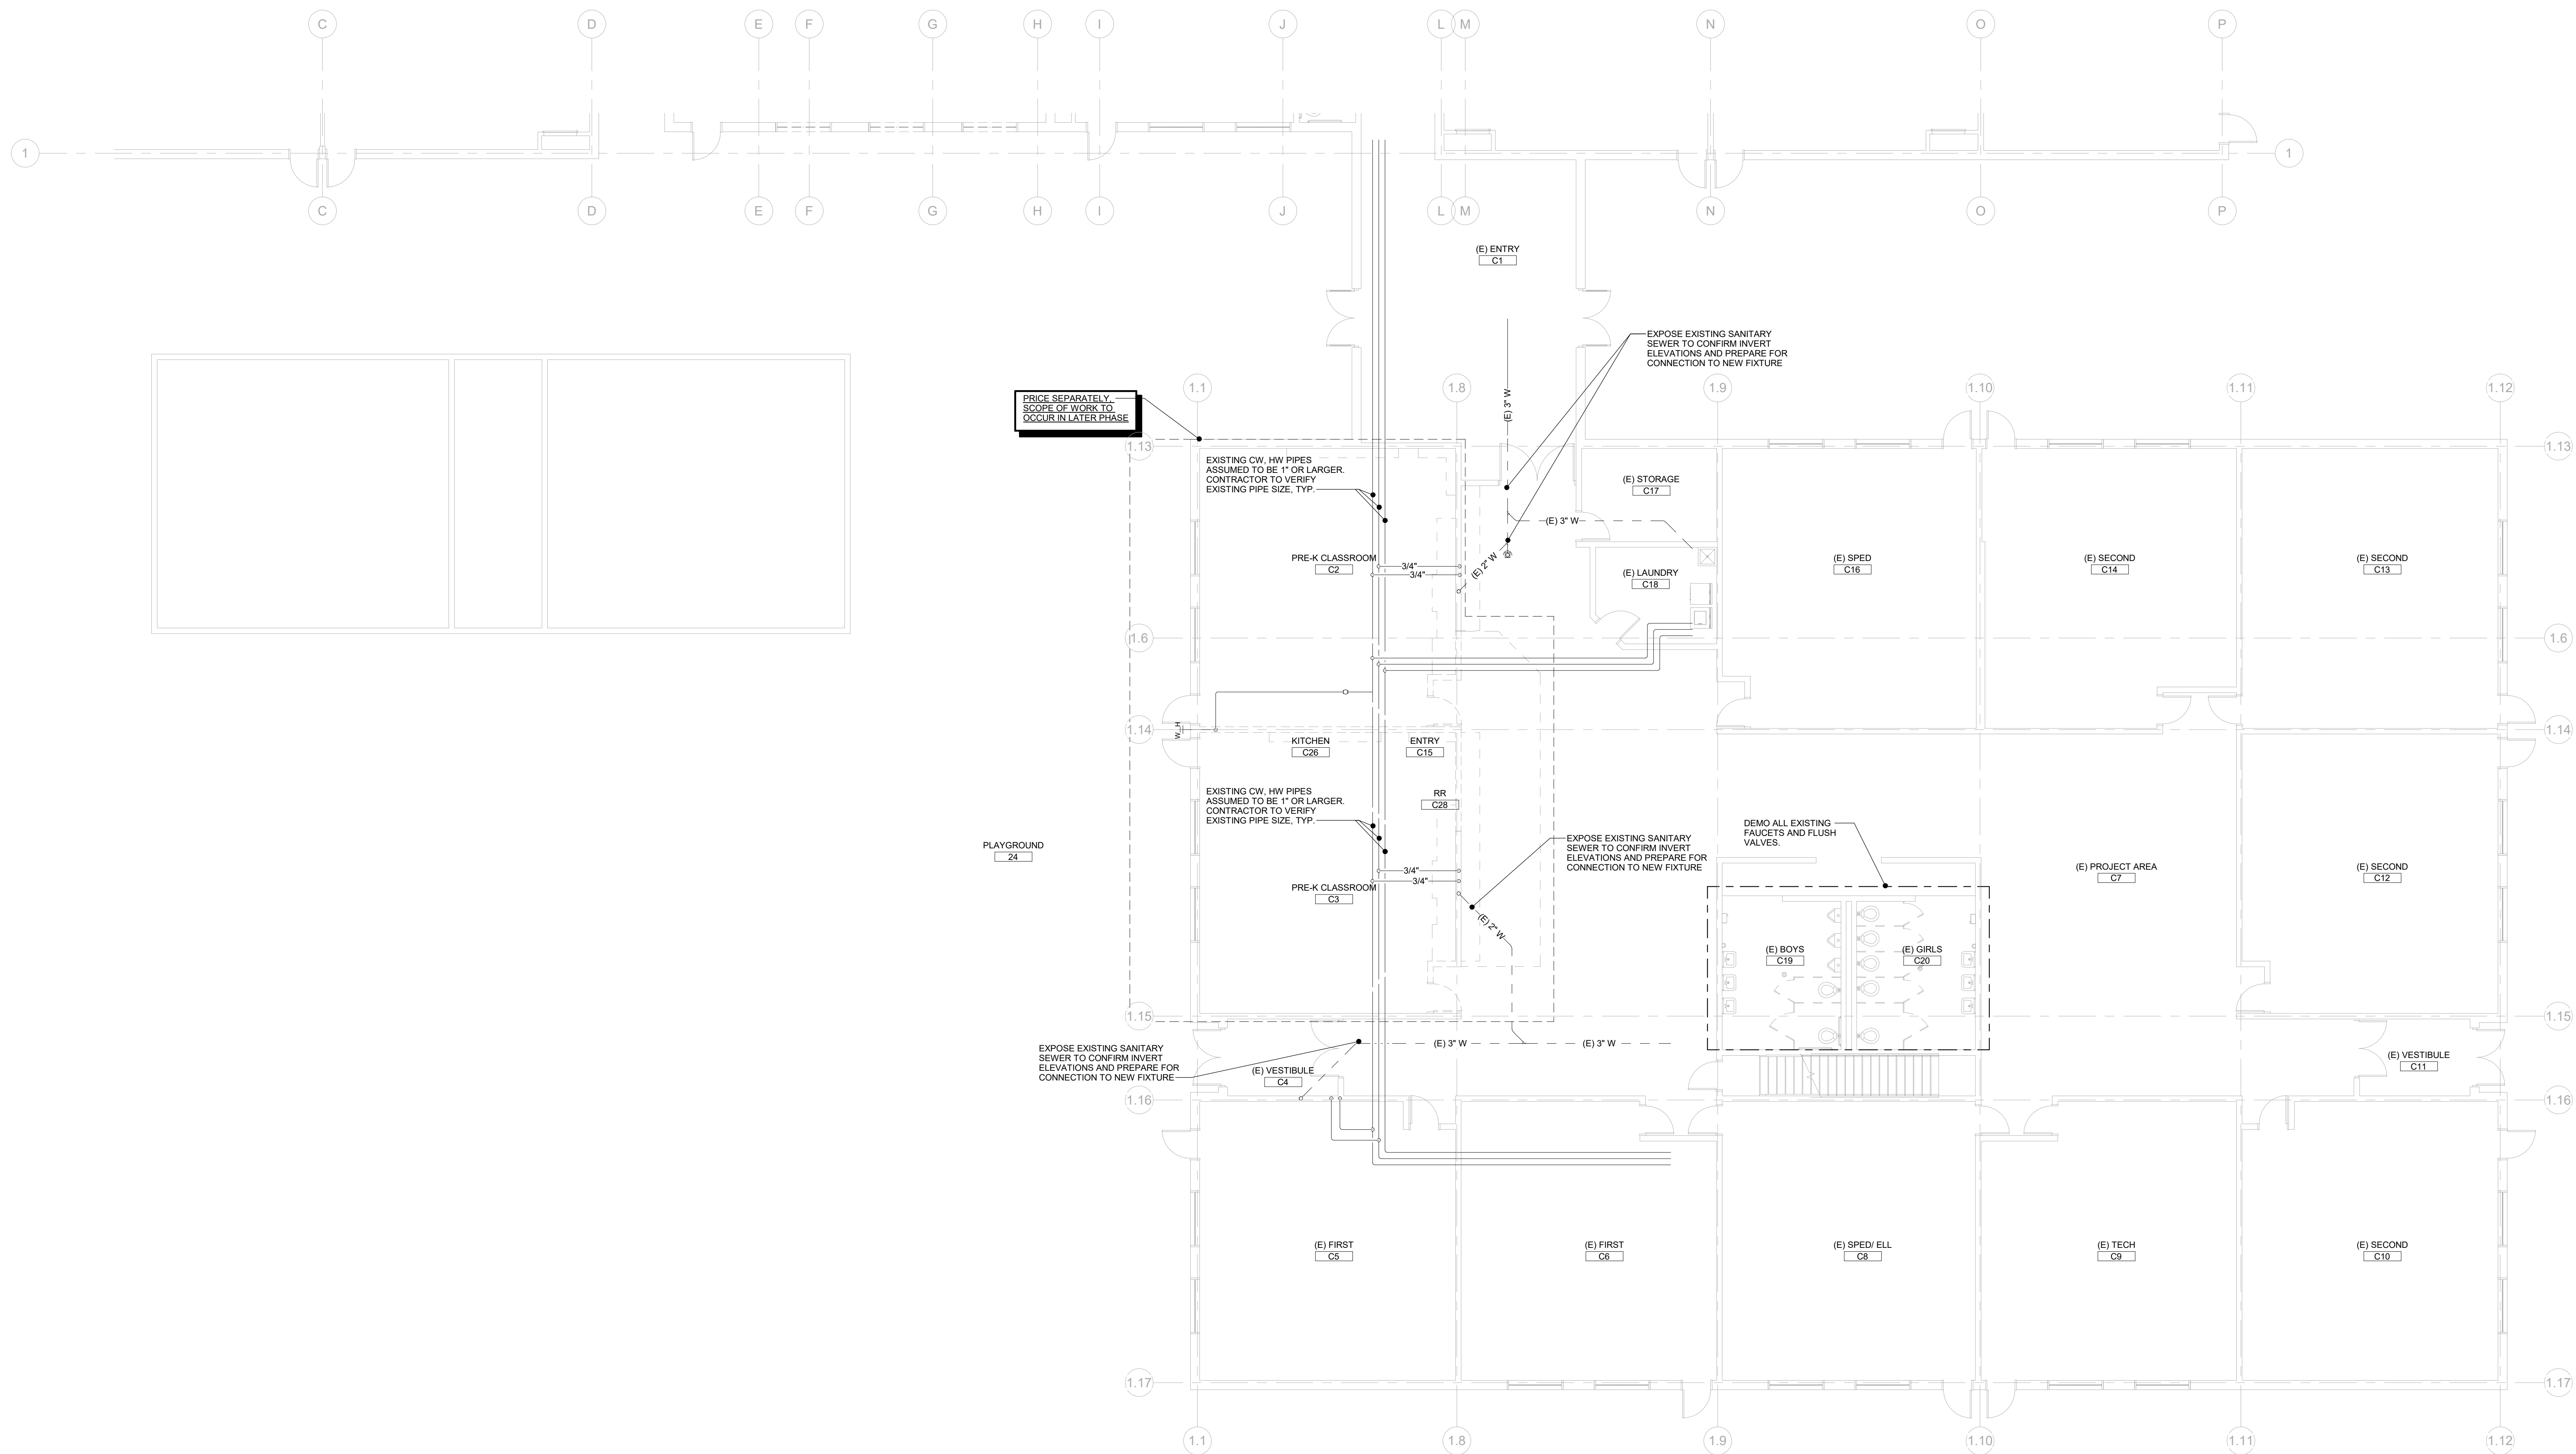 C D E F G H I J L M N O P
1 1
C D E F G H I J L M N O P
(E) ENTRY
C1
EXPOSE EXISTING SANITARY
SEWER TO CONFIRM INVERT
ELEVATIONS AND PREPARE FOR
CONNECTION TO NEW FIXTURE
1.1 1.8 1.9 1.10 1.11 1.12
PRICE SEPARATELY,
SCOPE OF WORK TO
OCCUR IN LATER PHASE
(E) 3" W
1.13 1.13
EXISTING CW, HW PIPES
ASSUMED TO BE 1" OR LARGER.
CONTRACTOR TO VERIFY
EXISTING PIPE SIZE, TYP.
(E) STORAGE
C17
(E) 3" W
PRE-K CLASSROOM
C2
3/4"
3/4"
(E) 2" W
(E) LAUNDRY
C18
(E) SPED
C16
(E) SECOND
C14
(E) SECOND
C13
1.6 1.6
W H
1.14 1.14
KITCHEN
C26
ENTRY
C15
EXISTING CW, HW PIPES
ASSUMED TO BE 1" OR LARGER.
CONTRACTOR TO VERIFY
EXISTING PIPE SIZE, TYP.
RR
C28
PLAYGROUND
24
EXPOSE EXISTING SANITARY
SEWER TO CONFIRM INVERT
ELEVATIONS AND PREPARE FOR
CONNECTION TO NEW FIXTURE
DEMO ALL EXISTING
FAUCETS AND FLUSH
VALVES.
(E) PROJECT AREA
C7
(E) SECOND
C12
3/4"
3/4"
PRE-K CLASSROOM
C3
(E) 2" W
(E) BOYS
C19
(E) GIRLS
C20
1.15 1.15
EXPOSE EXISTING SANITARY
SEWER TO CONFIRM INVERT
ELEVATIONS AND PREPARE FOR
CONNECTION TO NEW FIXTURE
(E) 3" W
(E) 3" W
(E) VESTIBULE
C4
(E) VESTIBULE
C11
1.16 1.16
(E) FIRST
C5
(E) FIRST
C6
(E) SPED/ ELL
C8
(E) TECH
C9
(E) SECOND
C10
1.17 1.17
1.1 1.8 1.9 1.10 1.11 1.12